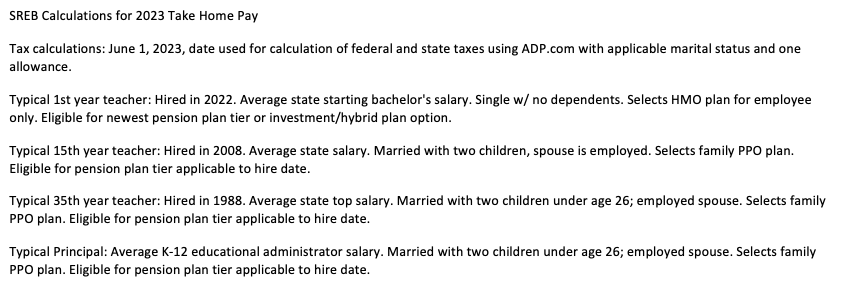 SREB Calculations for 2023 Take Home Pay
Tax calculations: June 1, 2023, date used for calculation of federal and state taxes using ADP.com with applicable marital status and one
allowance.
Typical 1st year teacher: Hired in 2022. Average state starting bachelor's salary. Single w/ no dependents. Selects HMO plan for employee
only. Eligible for newest pension plan tier or investment/hybrid plan option.
Typical 15th year teacher: Hired in 2008. Average state salary. Married with two children, spouse is employed. Selects family PPO plan.
Eligible for pension plan tier applicable to hire date.
Typical 35th year teacher: Hired in 1988. Average state top salary. Married with two children under age 26; employed spouse. Selects family
PPO plan. Eligible for pension plan tier applicable to hire date.
Typical Principal: Average K-12 educational administrator salary. Married with two children under age 26; employed spouse. Selects family
PPO plan. Eligible for pension plan tier applicable to hire date.